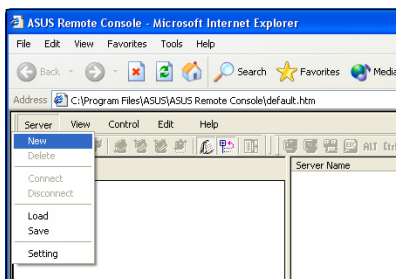 ASUS Remote Console - Microsoft Internet Explorer
File Edit View Favorites Tools Help
Back Search Favorites Media
Address C:\Program Files\ASUS\ASUS Remote Console\default.htm
Server View Control Edit Help
New
Delete
ALT Ctrl
Server Name
Connect
Disconnect
Load
Save
Setting